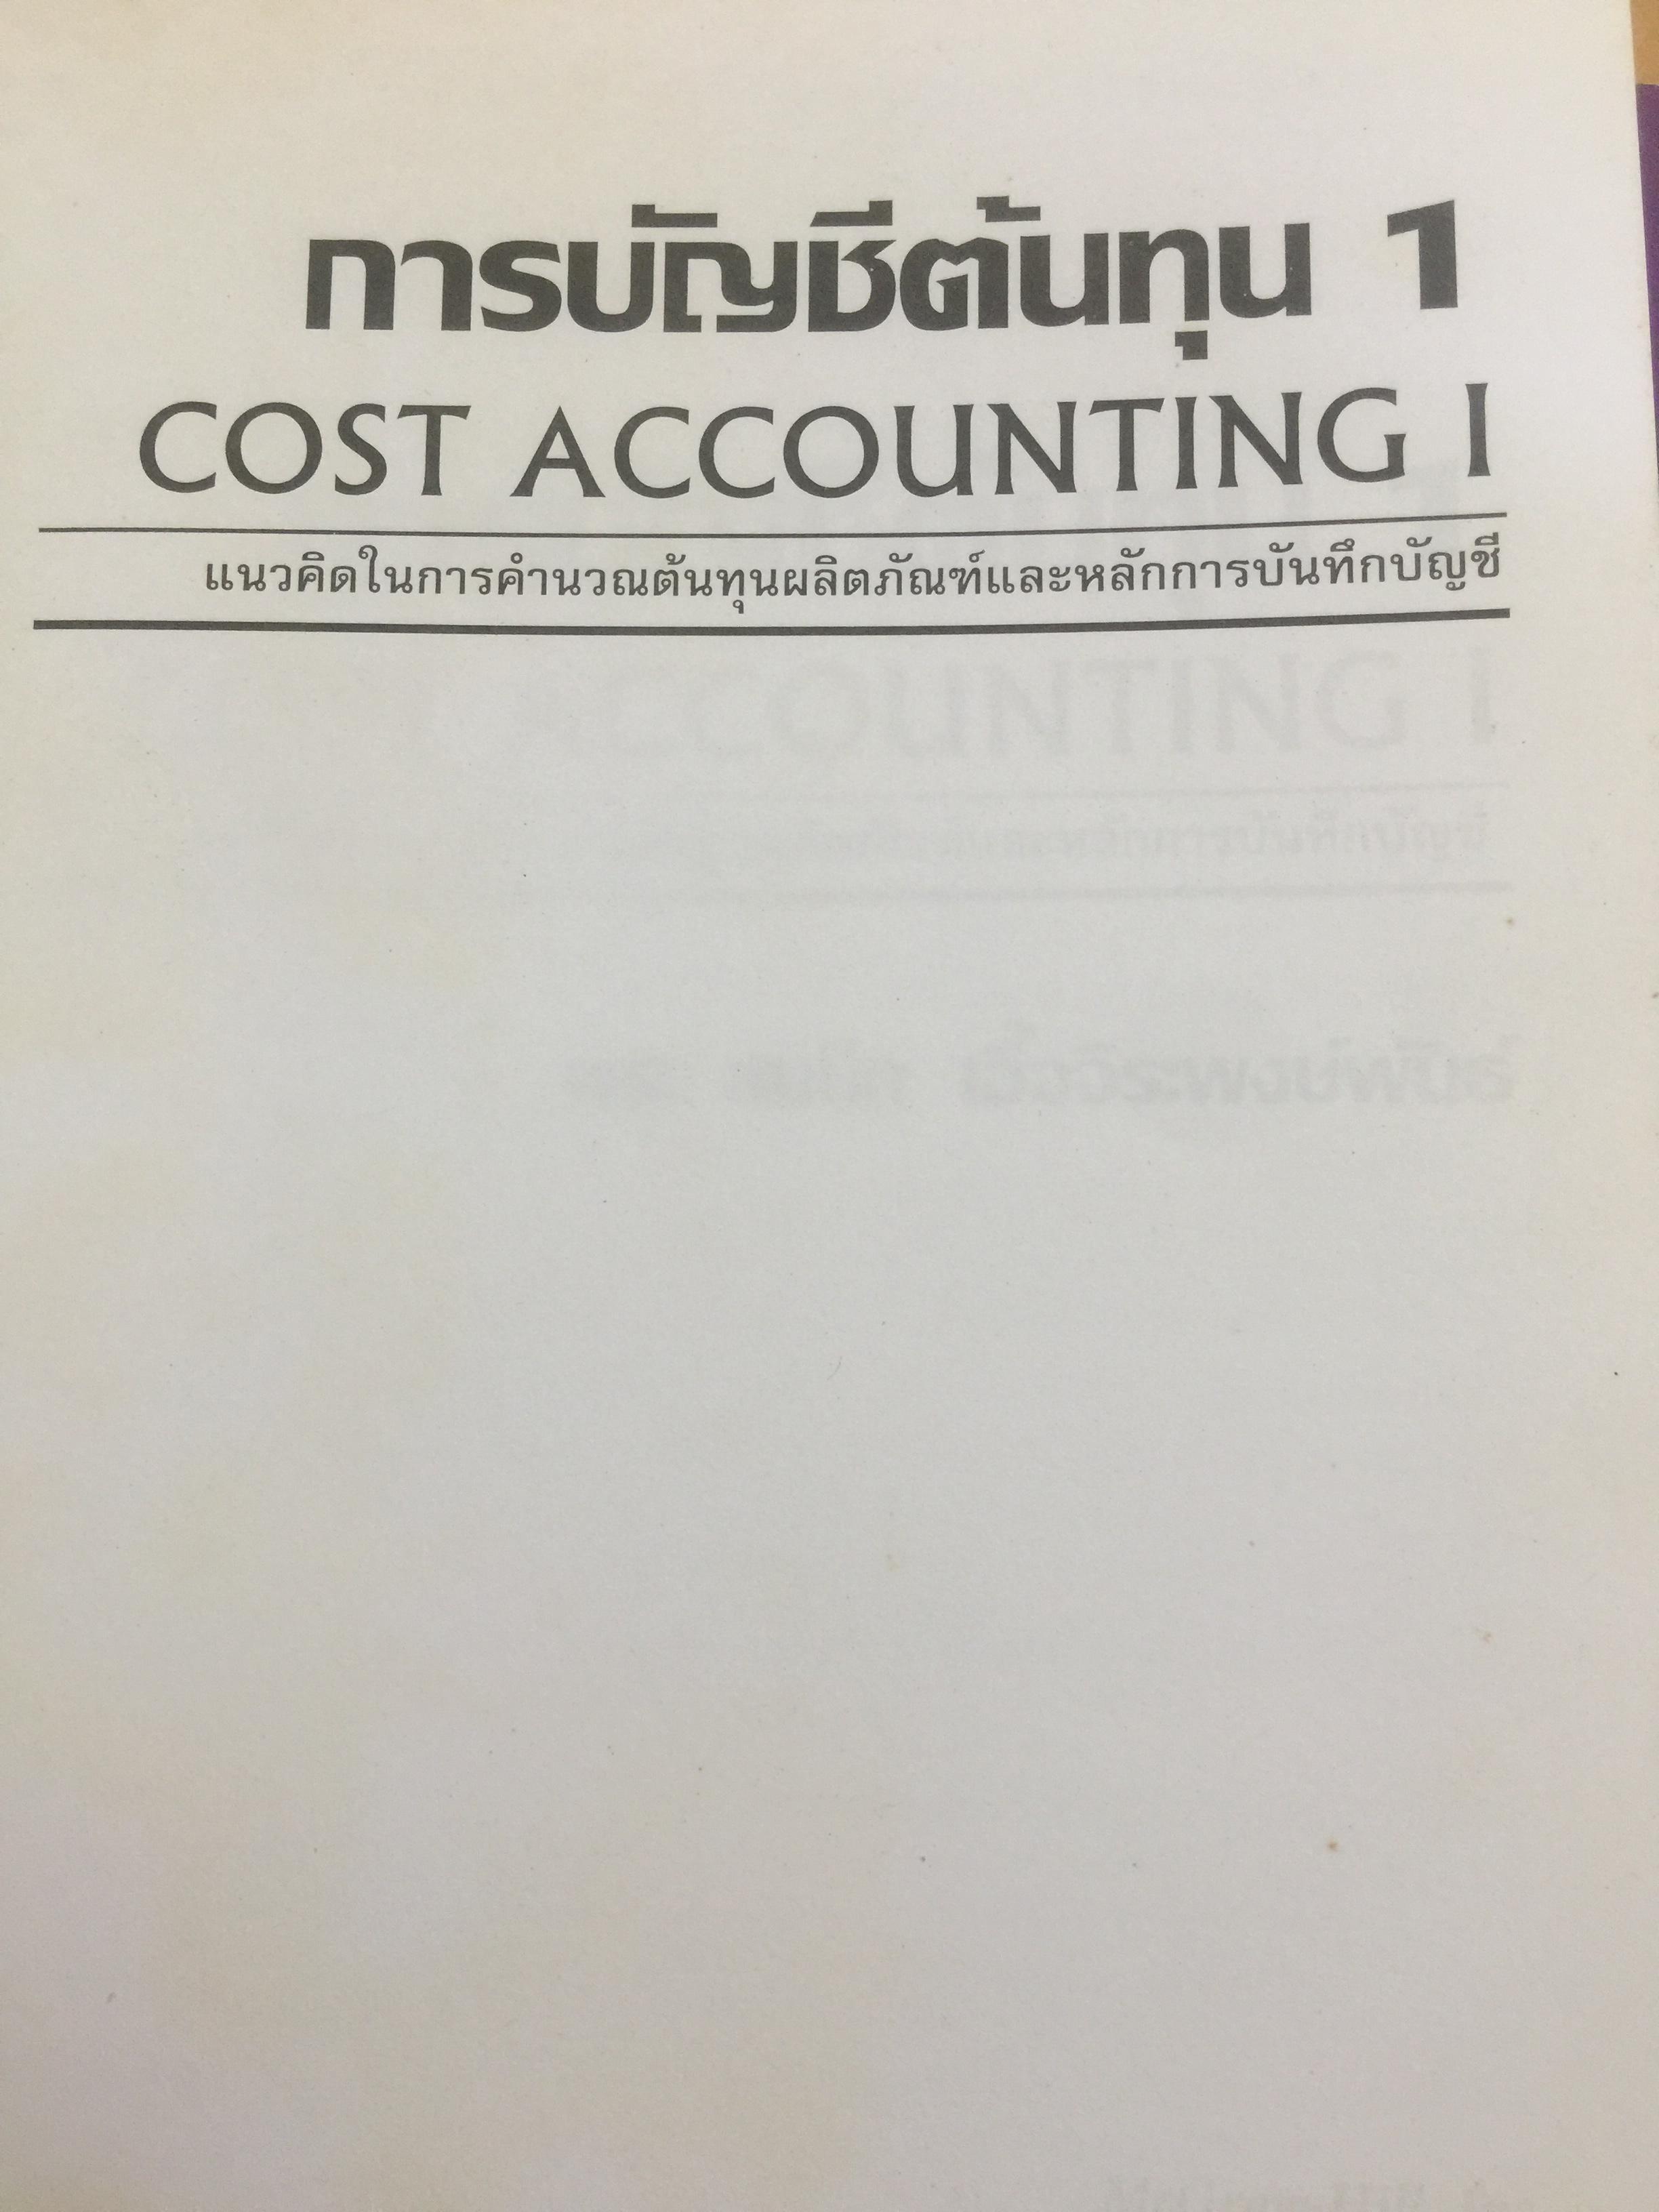 การบัญชีต้นทุน 1
COST ACCOUNTING I
แนวคิดในการคำนวณต้นทุนผลิตภัณฑ์และหลักการบันทึกบัญชี
ACCOUNTING I